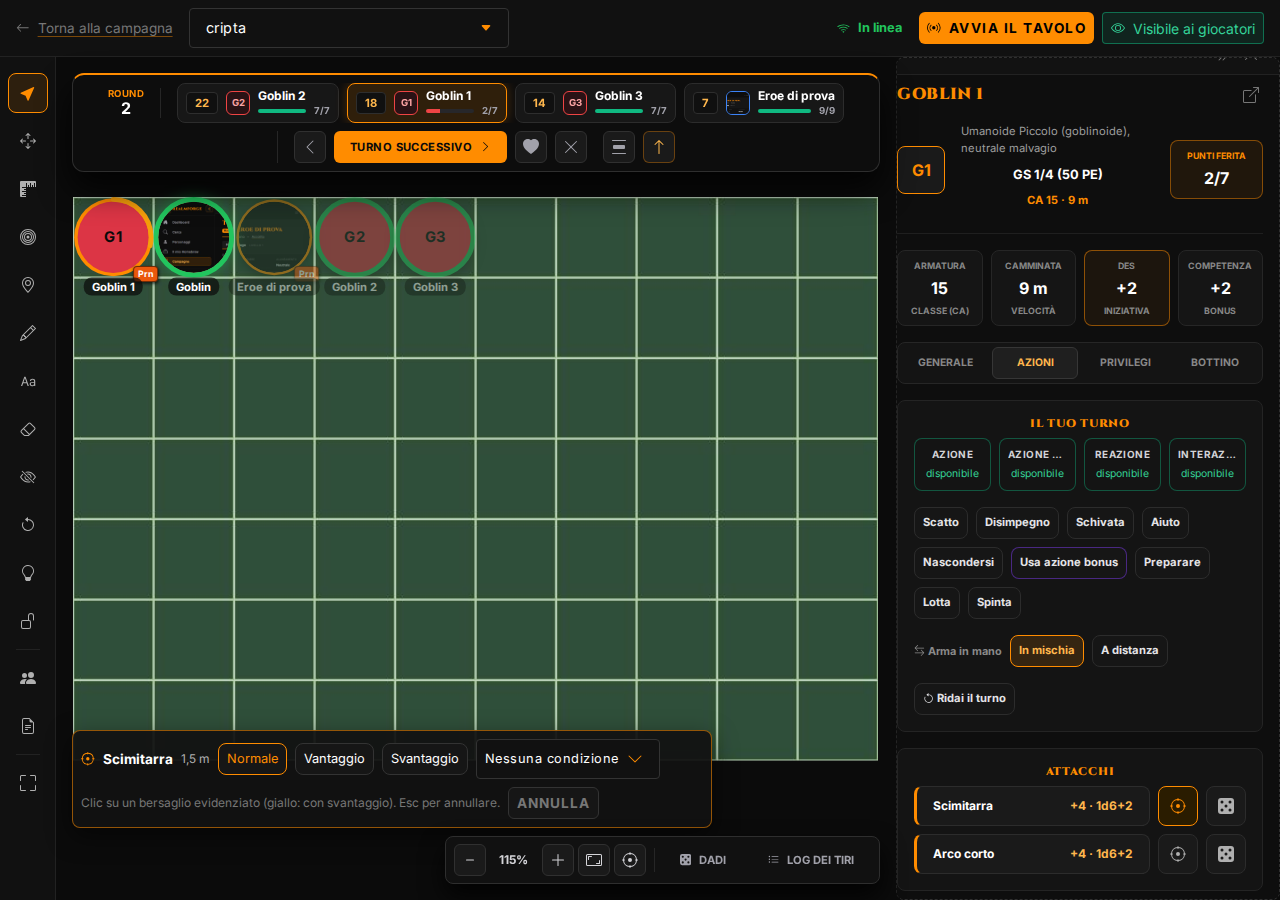 Torna alla campagna
cripta
In linea
AVVIA IL TAVOLO
Visibile ai giocatori
ROUND
2
22 G2 Goblin 2 7/7
18 G1 Goblin 1 2/7
14 G3 Goblin 3 7/7
7 Eroe di prova 9/9
TURNO SUCCESSIVO
Aa
G1
Prn
Goblin 1
Dashboard
Goblin
EROE DI PROVA
Prn
Eroe di prova
G2
Goblin 2
G3
Goblin 3
Scimitarra 1,5 m Normale Vantaggio Svantaggio Nessuna condizione
Clic su un bersaglio evidenziato (giallo: con svantaggio). Esc per annullare. ANNULLA
115%
DADI
LOG DEI TIRI
GOBLIN 1
G1
Umanoide Piccolo (goblinoide),
neutrale malvagio
GS 1/4 (50 PE)
CA 15 · 9 m
PUNTI FERITA
2/7
ARMATURA
15
CLASSE (CA)
CAMMINATA
9 m
VELOCITÀ
DES
+2
INIZIATIVA
COMPETENZA
+2
BONUS
GENERALE AZIONI PRIVILEGI BOTTINO
IL TUO TURNO
AZIONE
disponibile
AZIONE ...
disponibile
REAZIONE
disponibile
INTERAZ...
disponibile
Scatto Disimpegno Schivata Aiuto
Nascondersi Usa azione bonus Preparare
Lotta Spinta
Arma in mano In mischia A distanza
Ridai il turno
ATTACCHI
Scimitarra +4 · 1d6+2
Arco corto +4 · 1d6+2